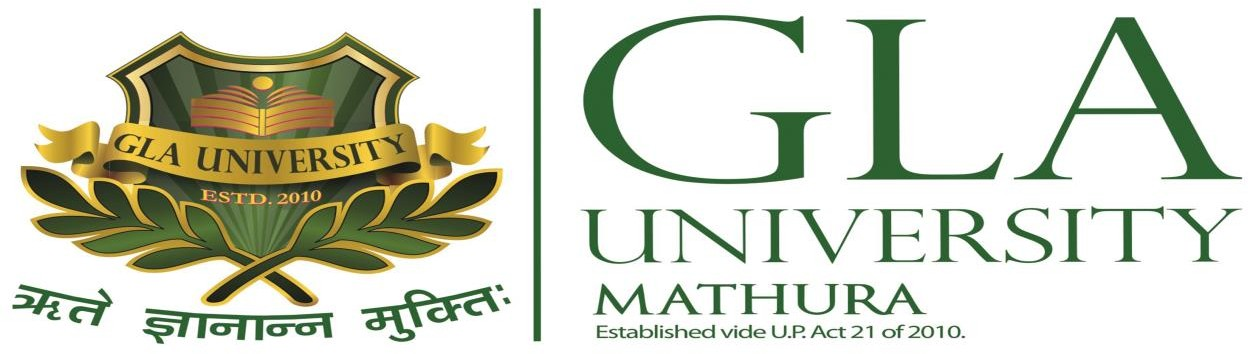 GLA UNIVERSITY
ESTD. 2010
ऋते ज्ञानान्न मुक्तिः
GLA
UNIVERSITY
MATHURA
Established vide U.P. Act 21 of 2010.